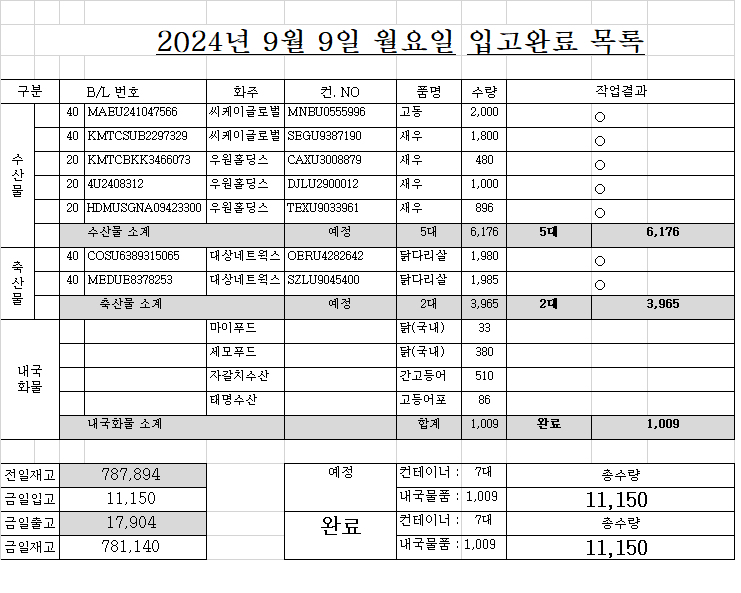 2024년 9월 9일 월요일 입고완료 목록
구분 B/L 번호 화주 컨. NO 품명 수량 작업결과
수산물
40 MAEU241047566 씨케이글로벌 MNBU0555996 고등 2,000 ○
40 KMTCSUB2297329 씨케이글로벌 SEGU9387190 새우 1,800 ○
20 KMTCBKK3466073 우원홀딩스 CAXU3008879 새우 480 ○
20 4U2408312 우원홀딩스 DJLU2900012 새우 1,000 ○
20 HDMUSGNA09423300 우원홀딩스 TEXU9033961 새우 896 ○
수산물 소계 예정 5대 6,176 5대 6,176
축산물
40 COSU6389315065 대상네트웍스 OERU4282642 닭다리살 1,980 ○
40 MEDUE8378253 대상네트웍스 SZLU9045400 닭다리살 1,985 ○
축산물 소계 예정 2대 3,965 2대 3,965
내국
화물
마이푸드 닭(국내) 33
세모푸드 닭(국내) 380
자갈치수산 간고등어 510
태명수산 고등어포 86
내국화물 소계 합계 1,009 완료 1,009
전일재고 787,894 예정 컨테이너 : 7대 총수량
금일입고 11,150 내국물품 : 1,009 11,150
금일출고 17,904 완료 컨테이너 : 7대 총수량
금일재고 781,140 내국물품 : 1,009 11,150